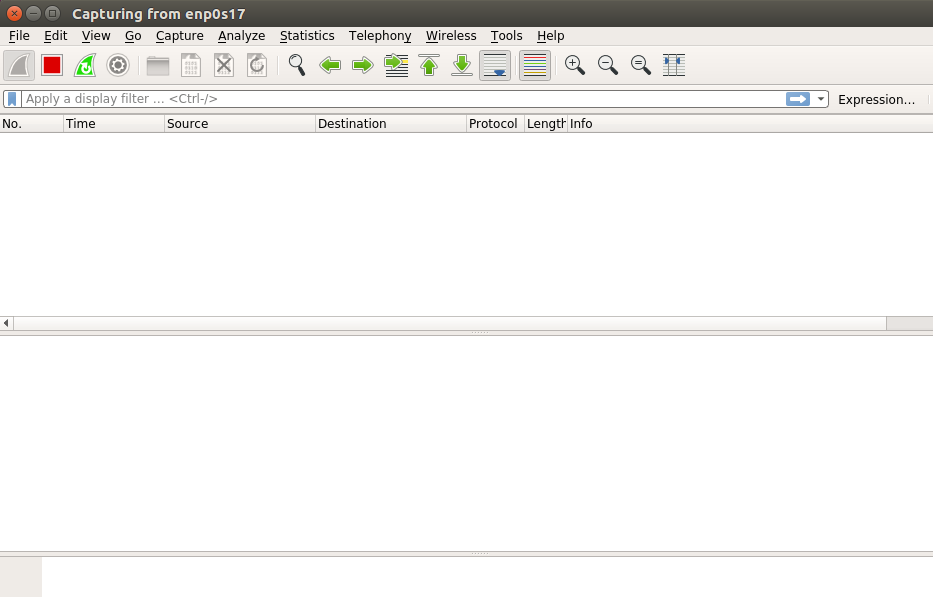 Capturing from enp0s17
File Edit View Go Capture Analyze Statistics Telephony Wireless Tools Help
Apply a display filter ... <Ctrl-/> Expression...
No. Time Source Destination Protocol Length Info